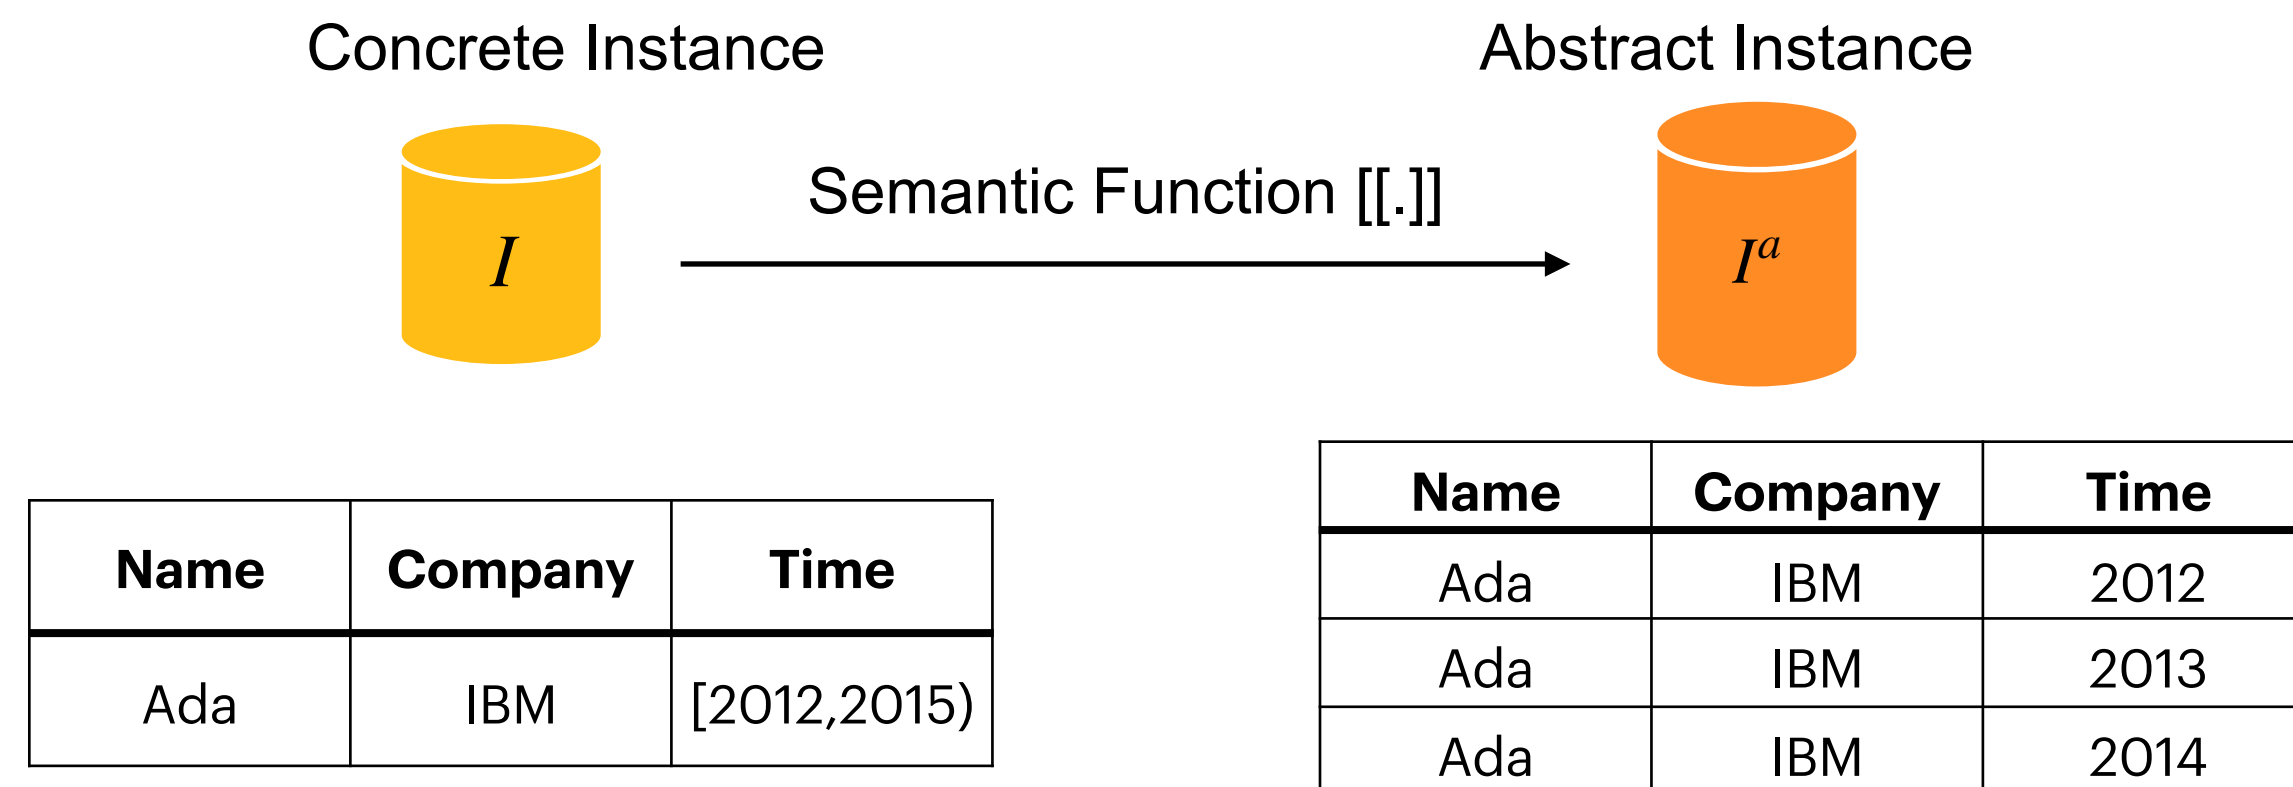 Concrete Instance
Abstract Instance
Semantic Function [[.]]
I
Iᵃ
Name Company Time
Ada IBM [2012,2015)
Name Company Time
Ada IBM 2012
Ada IBM 2013
Ada IBM 2014